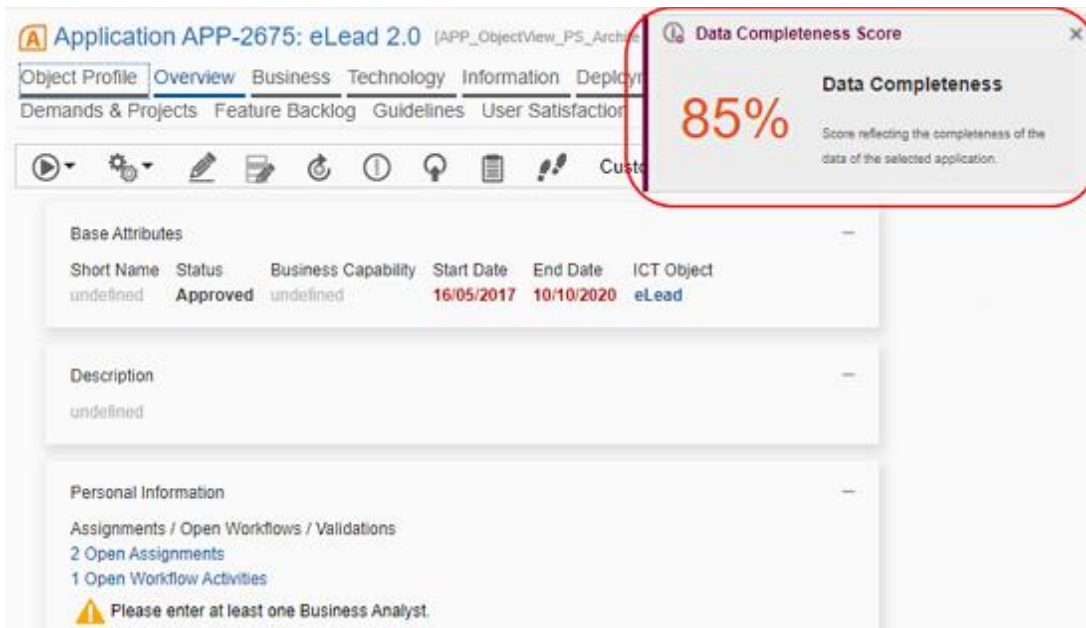 A Application APP-2675: eLead 2.0 [APP_ObjectView_PS_Archite
Data Completeness Score
Object Profile Overview Business Technology Information Deploym
Demands & Projects Feature Backlog Guidelines User Satisfaction
Data Completeness
85%
Score reflecting the completeness of the
data of the selected application.
Custo
Base Attributes
Short Name Status Business Capability Start Date End Date ICT Object
undefined Approved undefined 16/05/2017 10/10/2020 eLead
Description
undefined
Personal Information
Assignments / Open Workflows / Validations
2 Open Assignments
1 Open Workflow Activities
Please enter at least one Business Analyst.